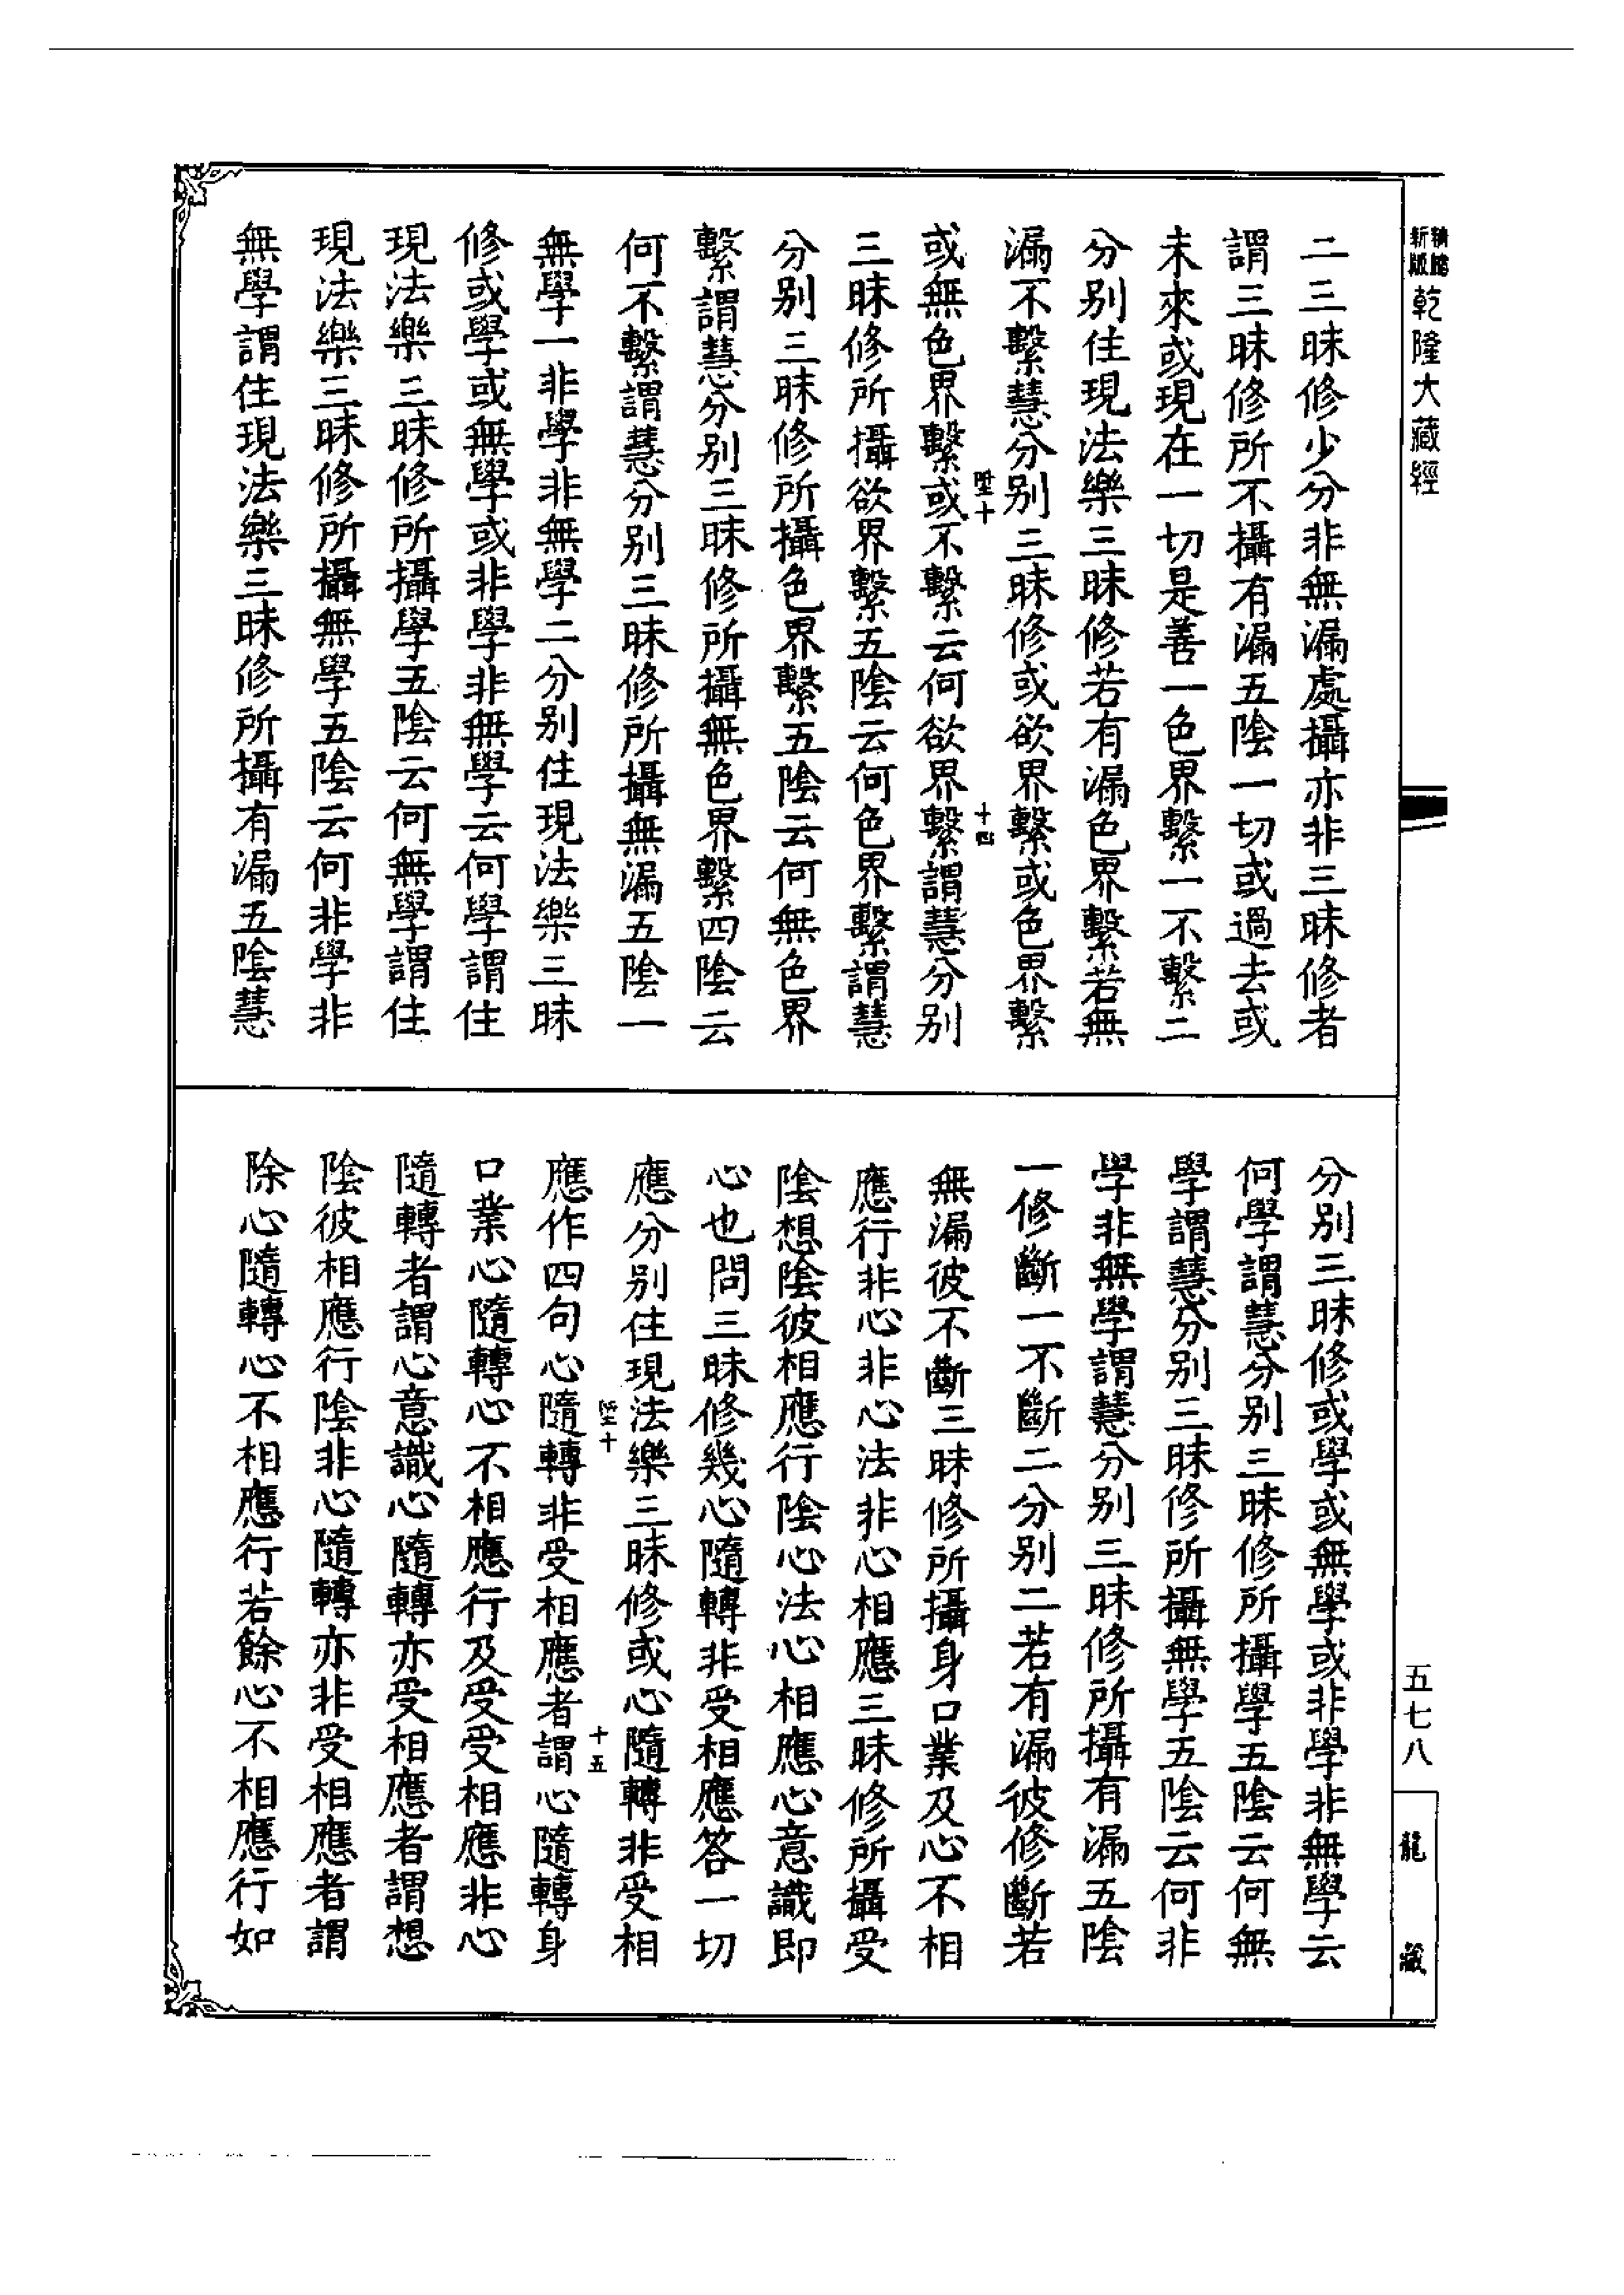 新版
乾隆大藏經
二三昧修少分非無漏處攝亦非三昧修者
謂三昧修所不攝有漏五陰一切或過去或
未來或現在一切是善一色界繫一不繫二
分別住現法樂三昧修若有漏色界繫若無
漏不繫慧分別三昧修或欲界繫或色界繫
陞十
十四
或無色界繫或不繫云何欲界繫謂慧分別
三昧修所攝欲界繫五陰云何色界繫謂慧
分別三昧修所攝色界繫五陰云何無色界
繫謂慧分別三昧修所攝無色界繫四陰云
何不繫謂慧分別三昧修所攝無漏五陰一
無學一非學非無學二分別住現法樂三昧
修或學或無學或非學非無學云何學謂住
現法樂三昧修所攝學五陰云何無學謂住
現法樂三昧修所攝無學五陰云何非學非
無學謂住現法樂三昧修所攝有漏五陰慧
分別三昧修或學或無學或非學非無學云
何學謂慧分別三昧修所攝學五陰云何無
學謂慧分別三昧修所攝無學五陰云何非
學非無學謂慧分別三昧修所攝有漏五陰
一修斷一不斷二分別二若有漏彼修斷若
無漏彼不斷三昧修所攝身口業及心不相
應行非心非心法非心相應三昧修所攝受
陰想陰彼相應行陰心法心相應心意識即
心也問三昧修幾心隨轉非受相應答一切
應分別住現法樂三昧修或心隨轉非受相
陞十
十五
應作四句心隨轉非受相應者謂心隨轉身
口業心隨轉心不相應行及受受相應非心
隨轉者謂心意識心隨轉亦受相應者謂想
陰彼相應行陰非心隨轉亦非受相應者謂
除心隨轉心不相應行若餘心不相應行如
五七八
龍藏